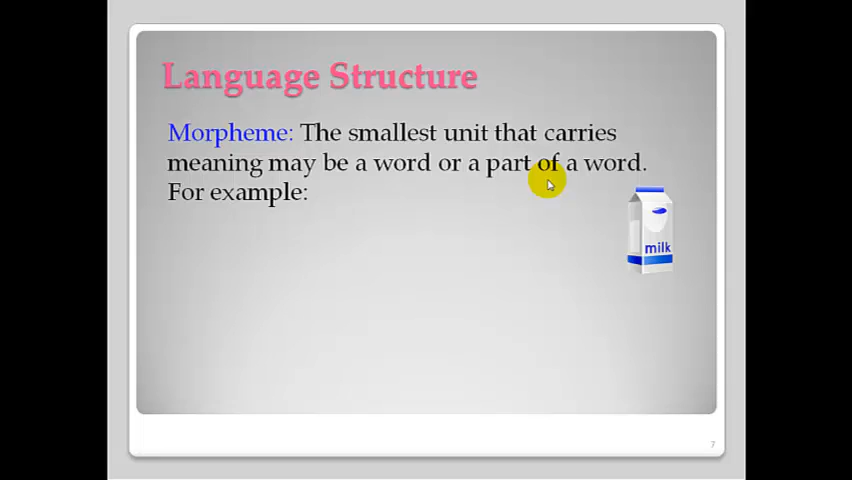 Language Structure
Morpheme: The smallest unit that carries
meaning may be a word or a part of a word.
For example:
milk
7